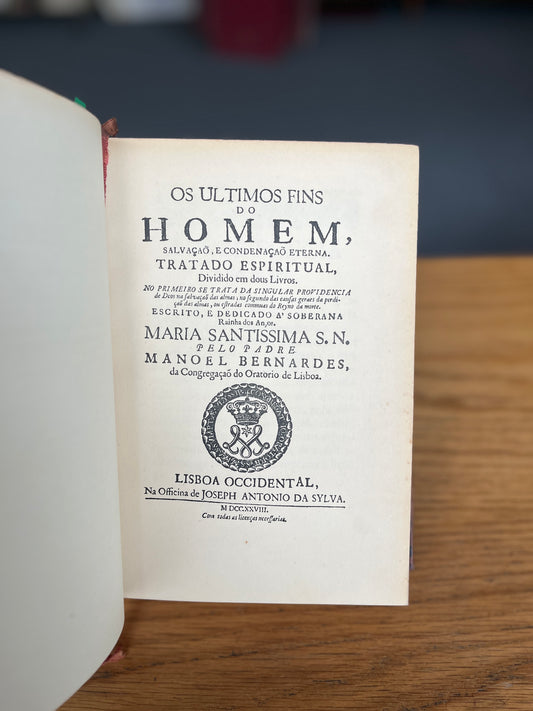 OS ULTIMOS FINS
DO
HOMEM,
SALVAÇAÕ, E CONDENAÇAÕ ETERNA.
TRATADO ESPIRITUAL,
Dividido em dous Livros.
NO PRIMEIRO SE TRATA DA SINGULAR PROVIDENCIA
de Deos na salvaçaõ das almas; no segundo das causas geraes da perdi-
çaõ das almas, ou estradas communas do Reyno da morte.
ESCRITO, E DEDICADO A' SOBERANA
Rainha dos Anjos.
MARIA SANTISSIMA S. N.
PELO PADRE
MANOEL BERNARDES,
da Congregaçaõ do Oratorio de Lisboa.
LISBOA OCCIDENTAL,
Na Officina de JOSEPH ANTONIO DA SYLVA.
M DCC.XXVIII.
Com todas as licenças necessarias.